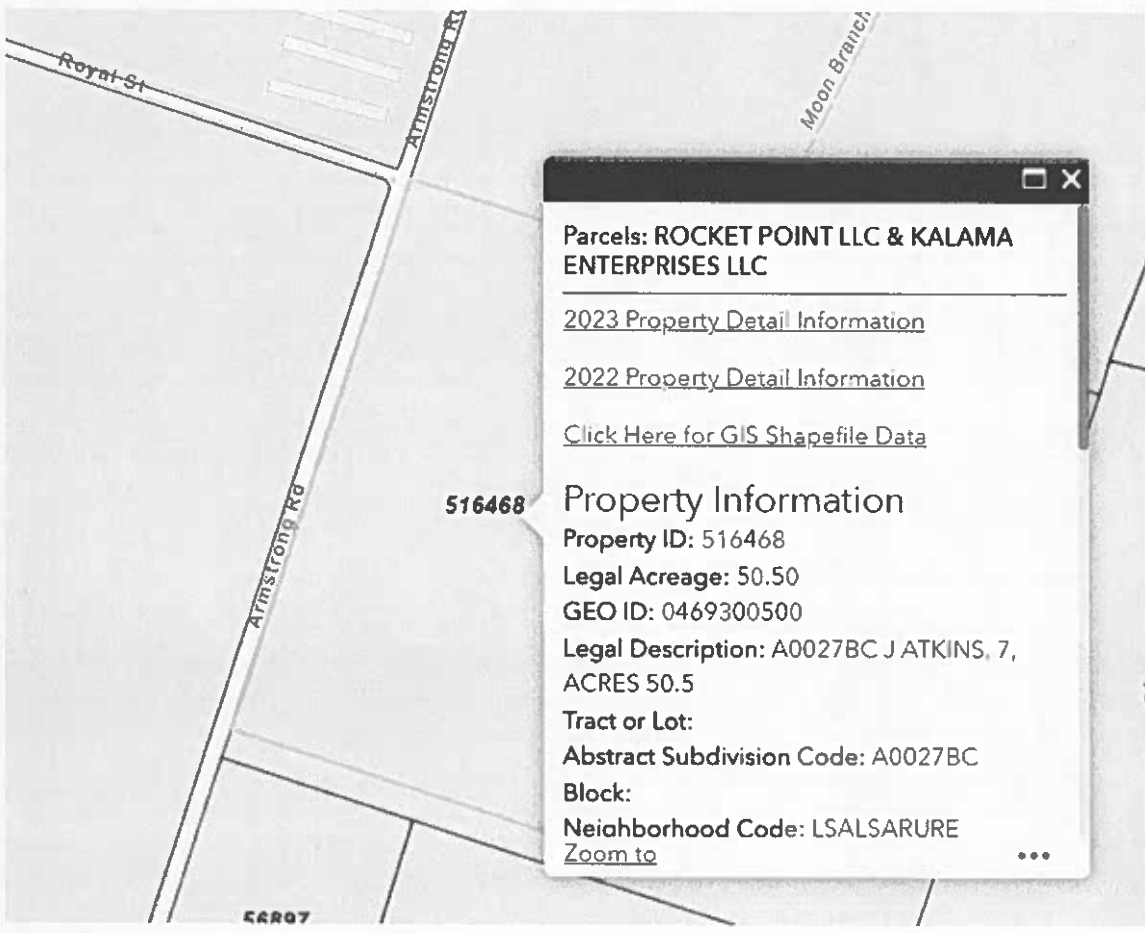 Royal St
Armstrong Rd
Moon Branch
Parcels: ROCKET POINT LLC & KALAMA
ENTERPRISES LLC
2023 Property Detail Information
2022 Property Detail Information
Click Here for GIS Shapefile Data
516468
Property Information
Property ID: 516468
Legal Acreage: 50.50
GEO ID: 0469300500
Legal Description: A0027BC J ATKINS, 7,
ACRES 50.5
Tract or Lot:
Abstract Subdivision Code: A0027BC
Block:
Neighborhood Code: LSALSARURE
Zoom to
Armstrong Rd
56897